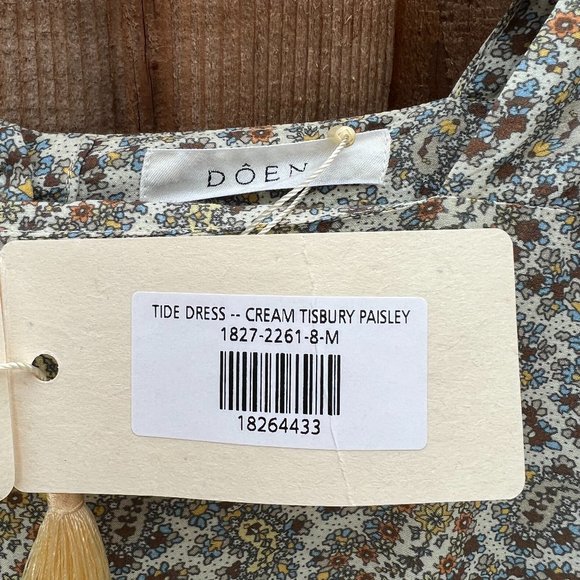 DÔEN
TIDE DRESS -- CREAM TISBURY PAISLEY
1827-2261-8-M
18264433